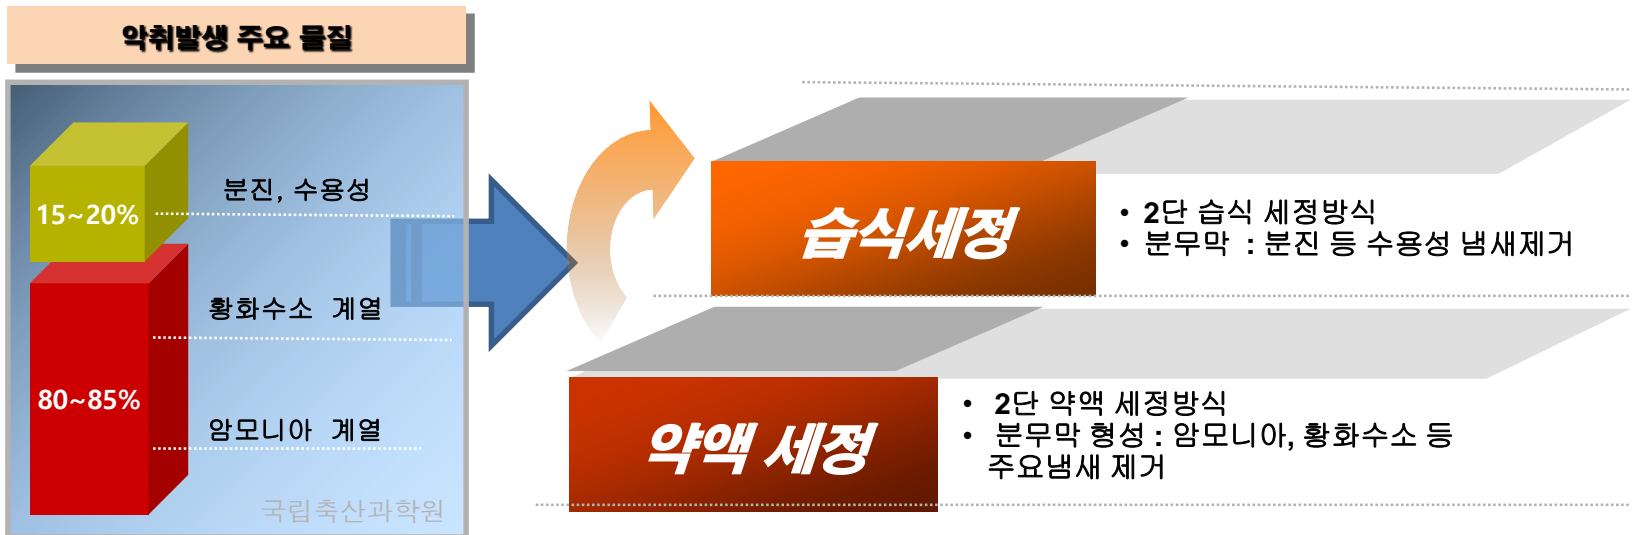 악취발생 주요 물질
15~20%
분진, 수용성
황화수소 계열
80~85%
암모니아 계열
국립축산과학원
습식세정
• 2단 습식 세정방식
• 분무막 : 분진 등 수용성 냄새제거
약액 세정
• 2단 약액 세정방식
• 분무막 형성 : 암모니아, 황화수소 등
주요냄새 제거